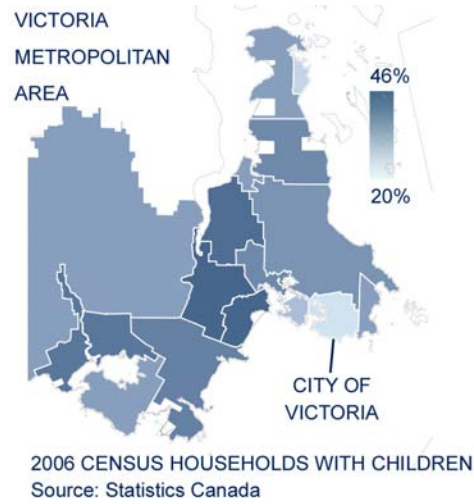 VICTORIA
METROPOLITAN
AREA
46%
20%
CITY OF
VICTORIA
2006 CENSUS HOUSEHOLDS WITH CHILDREN
Source: Statistics Canada